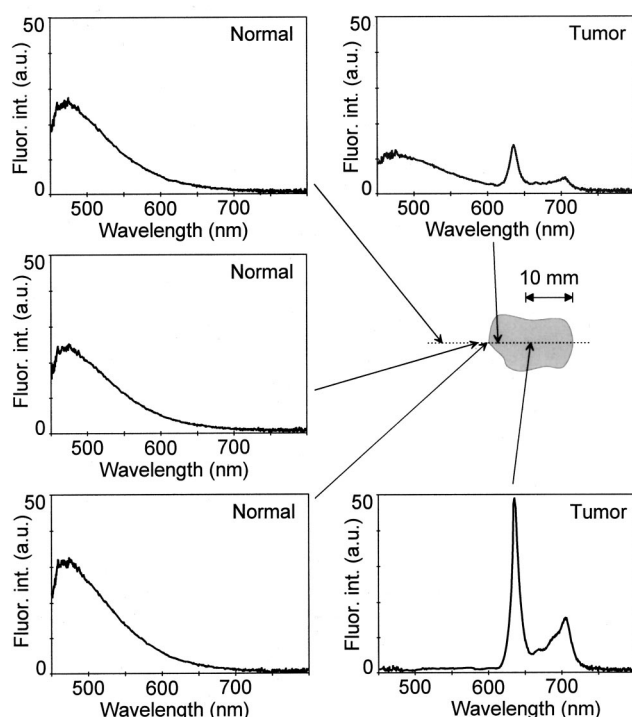 50
Normal
Fluor. int. (a.u.)
0
500 600 700
Wavelength (nm)
50
Tumor
Fluor. int. (a.u.)
0
500 600 700
Wavelength (nm)
50
Normal
Fluor. int. (a.u.)
0
500 600 700
Wavelength (nm)
10 mm
50
Normal
Fluor. int. (a.u.)
0
500 600 700
Wavelength (nm)
50
Tumor
Fluor. int. (a.u.)
0
500 600 700
Wavelength (nm)